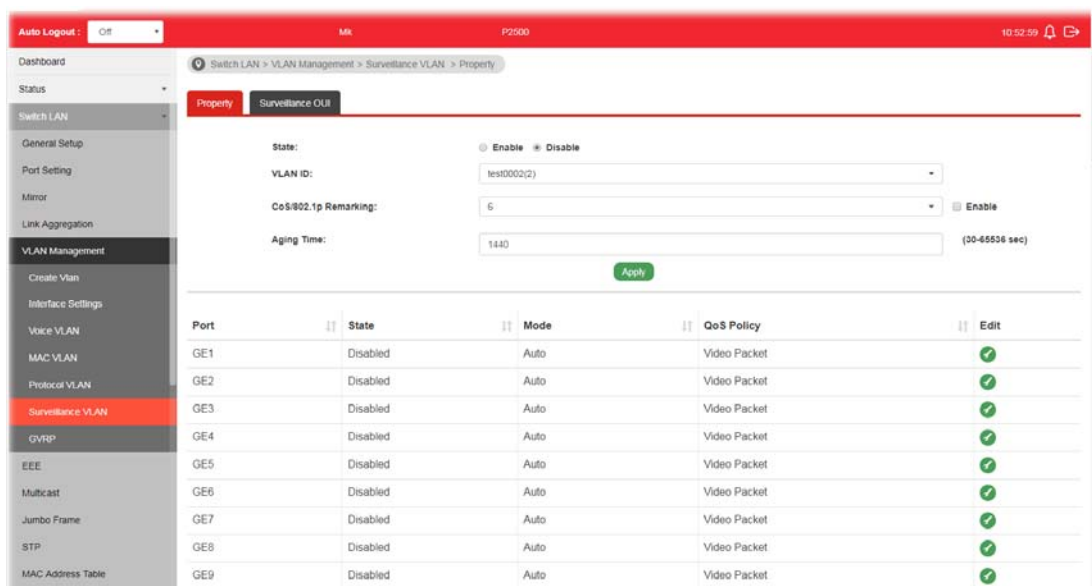 Auto Logout : Off Mk P2500 10:52:59
Dashboard
Status
Switch LAN
General Setup
Port Setting
Mirror
Link Aggregation
VLAN Management
Create Vlan
Interface Settings
Voice VLAN
MAC VLAN
Protocol VLAN
Surveillance VLAN
GVRP
EEE
Multicast
Jumbo Frame
STP
MAC Address Table
Switch LAN > VLAN Management > Surveillance VLAN > Property
Property Surveillance OUI
State: Enable Disable
VLAN ID: test0002(2)
CoS/802.1p Remarking: 6 Enable
Aging Time: 1440 (30-65536 sec)
Apply
Port State Mode QoS Policy Edit
GE1 Disabled Auto Video Packet
GE2 Disabled Auto Video Packet
GE3 Disabled Auto Video Packet
GE4 Disabled Auto Video Packet
GE5 Disabled Auto Video Packet
GE6 Disabled Auto Video Packet
GE7 Disabled Auto Video Packet
GE8 Disabled Auto Video Packet
GE9 Disabled Auto Video Packet